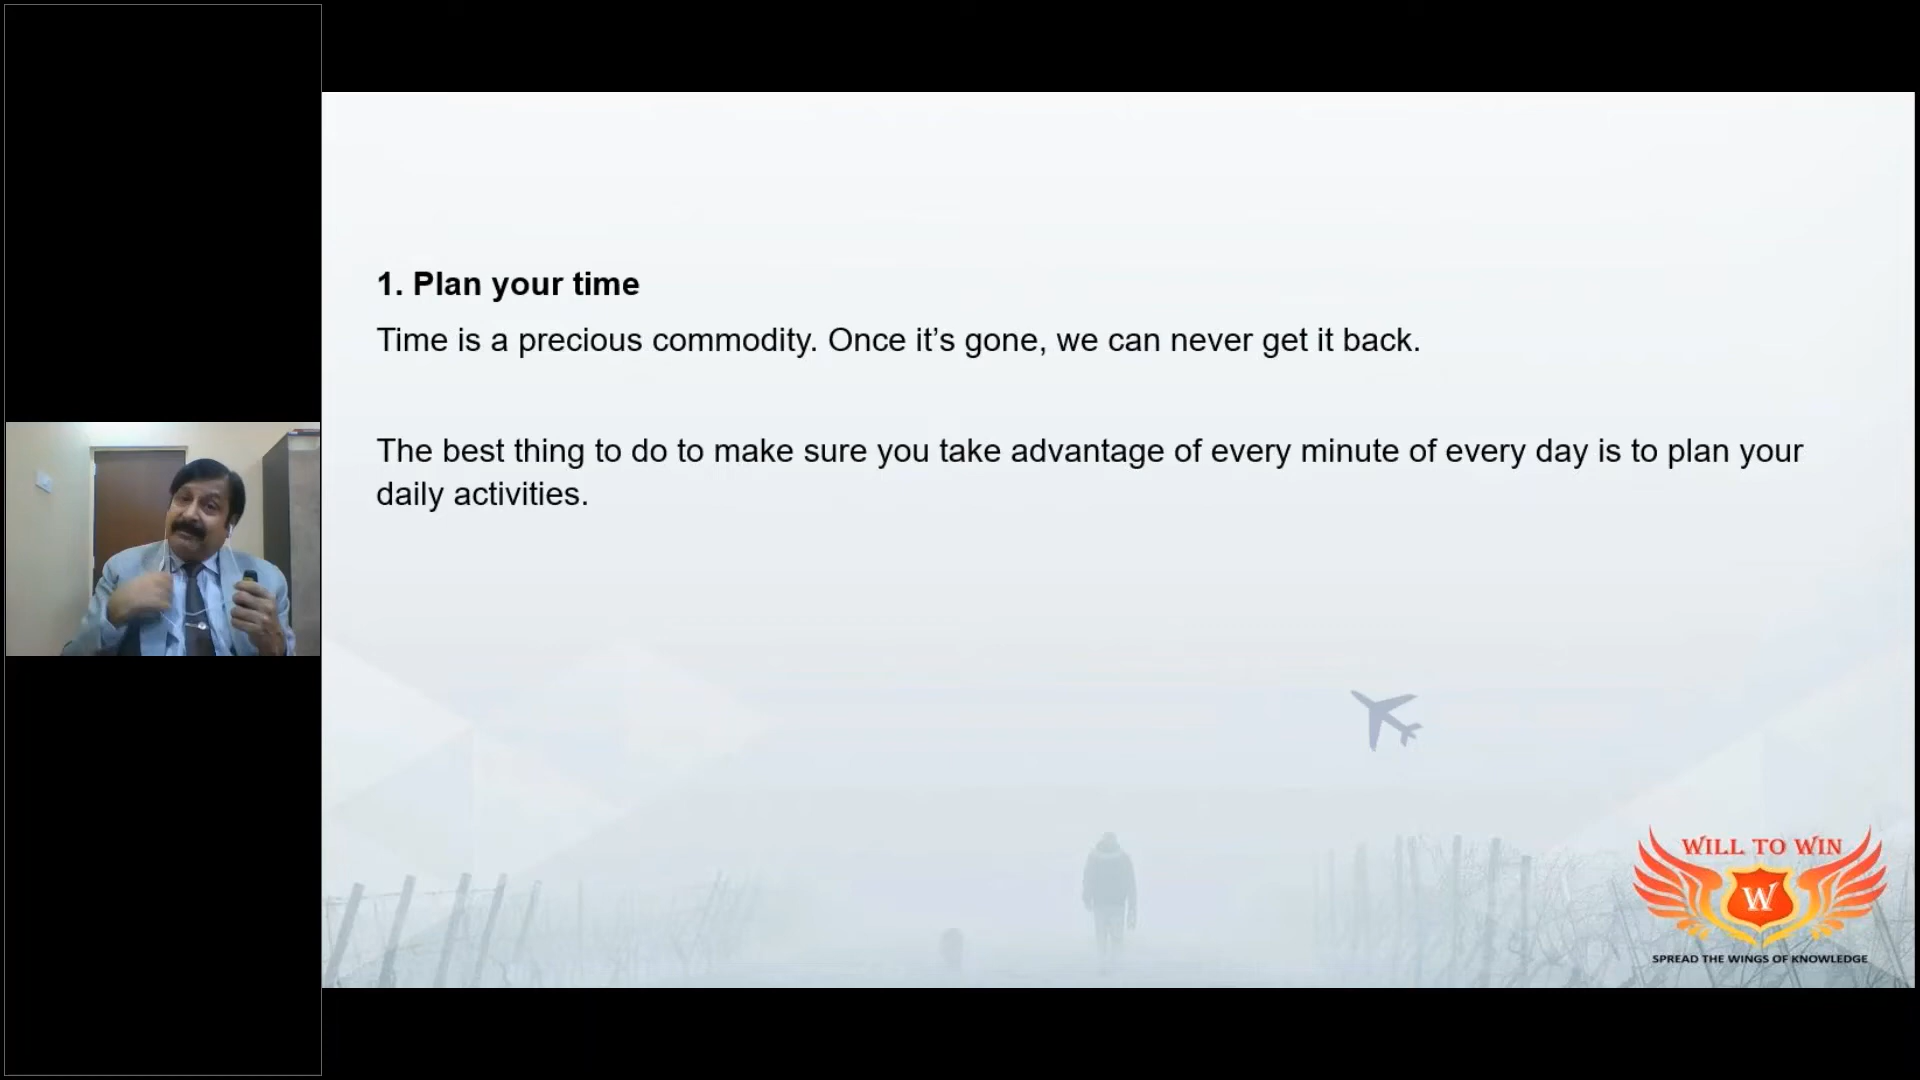 1. Plan your time
Time is a precious commodity. Once it’s gone, we can never get it back.
The best thing to do to make sure you take advantage of every minute of every day is to plan your
daily activities.
WILL TO WIN
W
SPREAD THE WINGS OF KNOWLEDGE